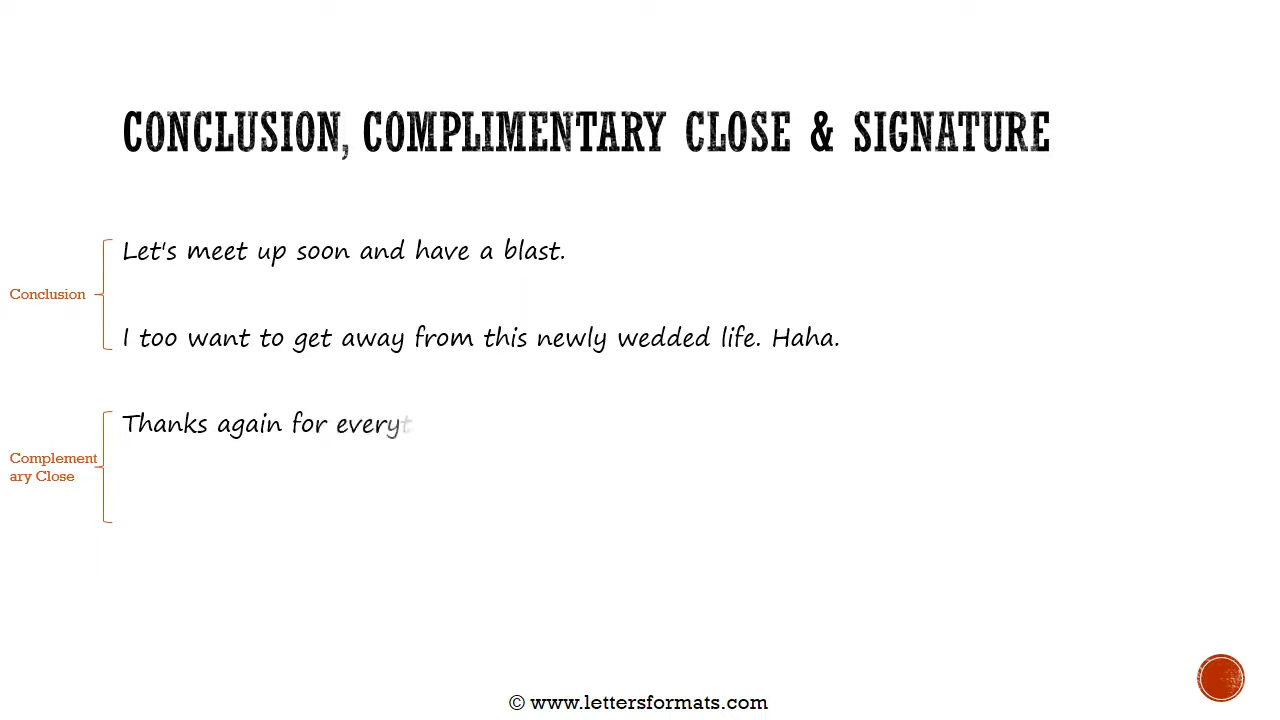 CONCLUSION, COMPLIMENTARY CLOSE & SIGNATURE
Let's meet up soon and have a blast.
Conclusion
I too want to get away from this newly wedded life. Haha.
Thanks again for everyt
Complement
ary Close
© www.lettersformats.com